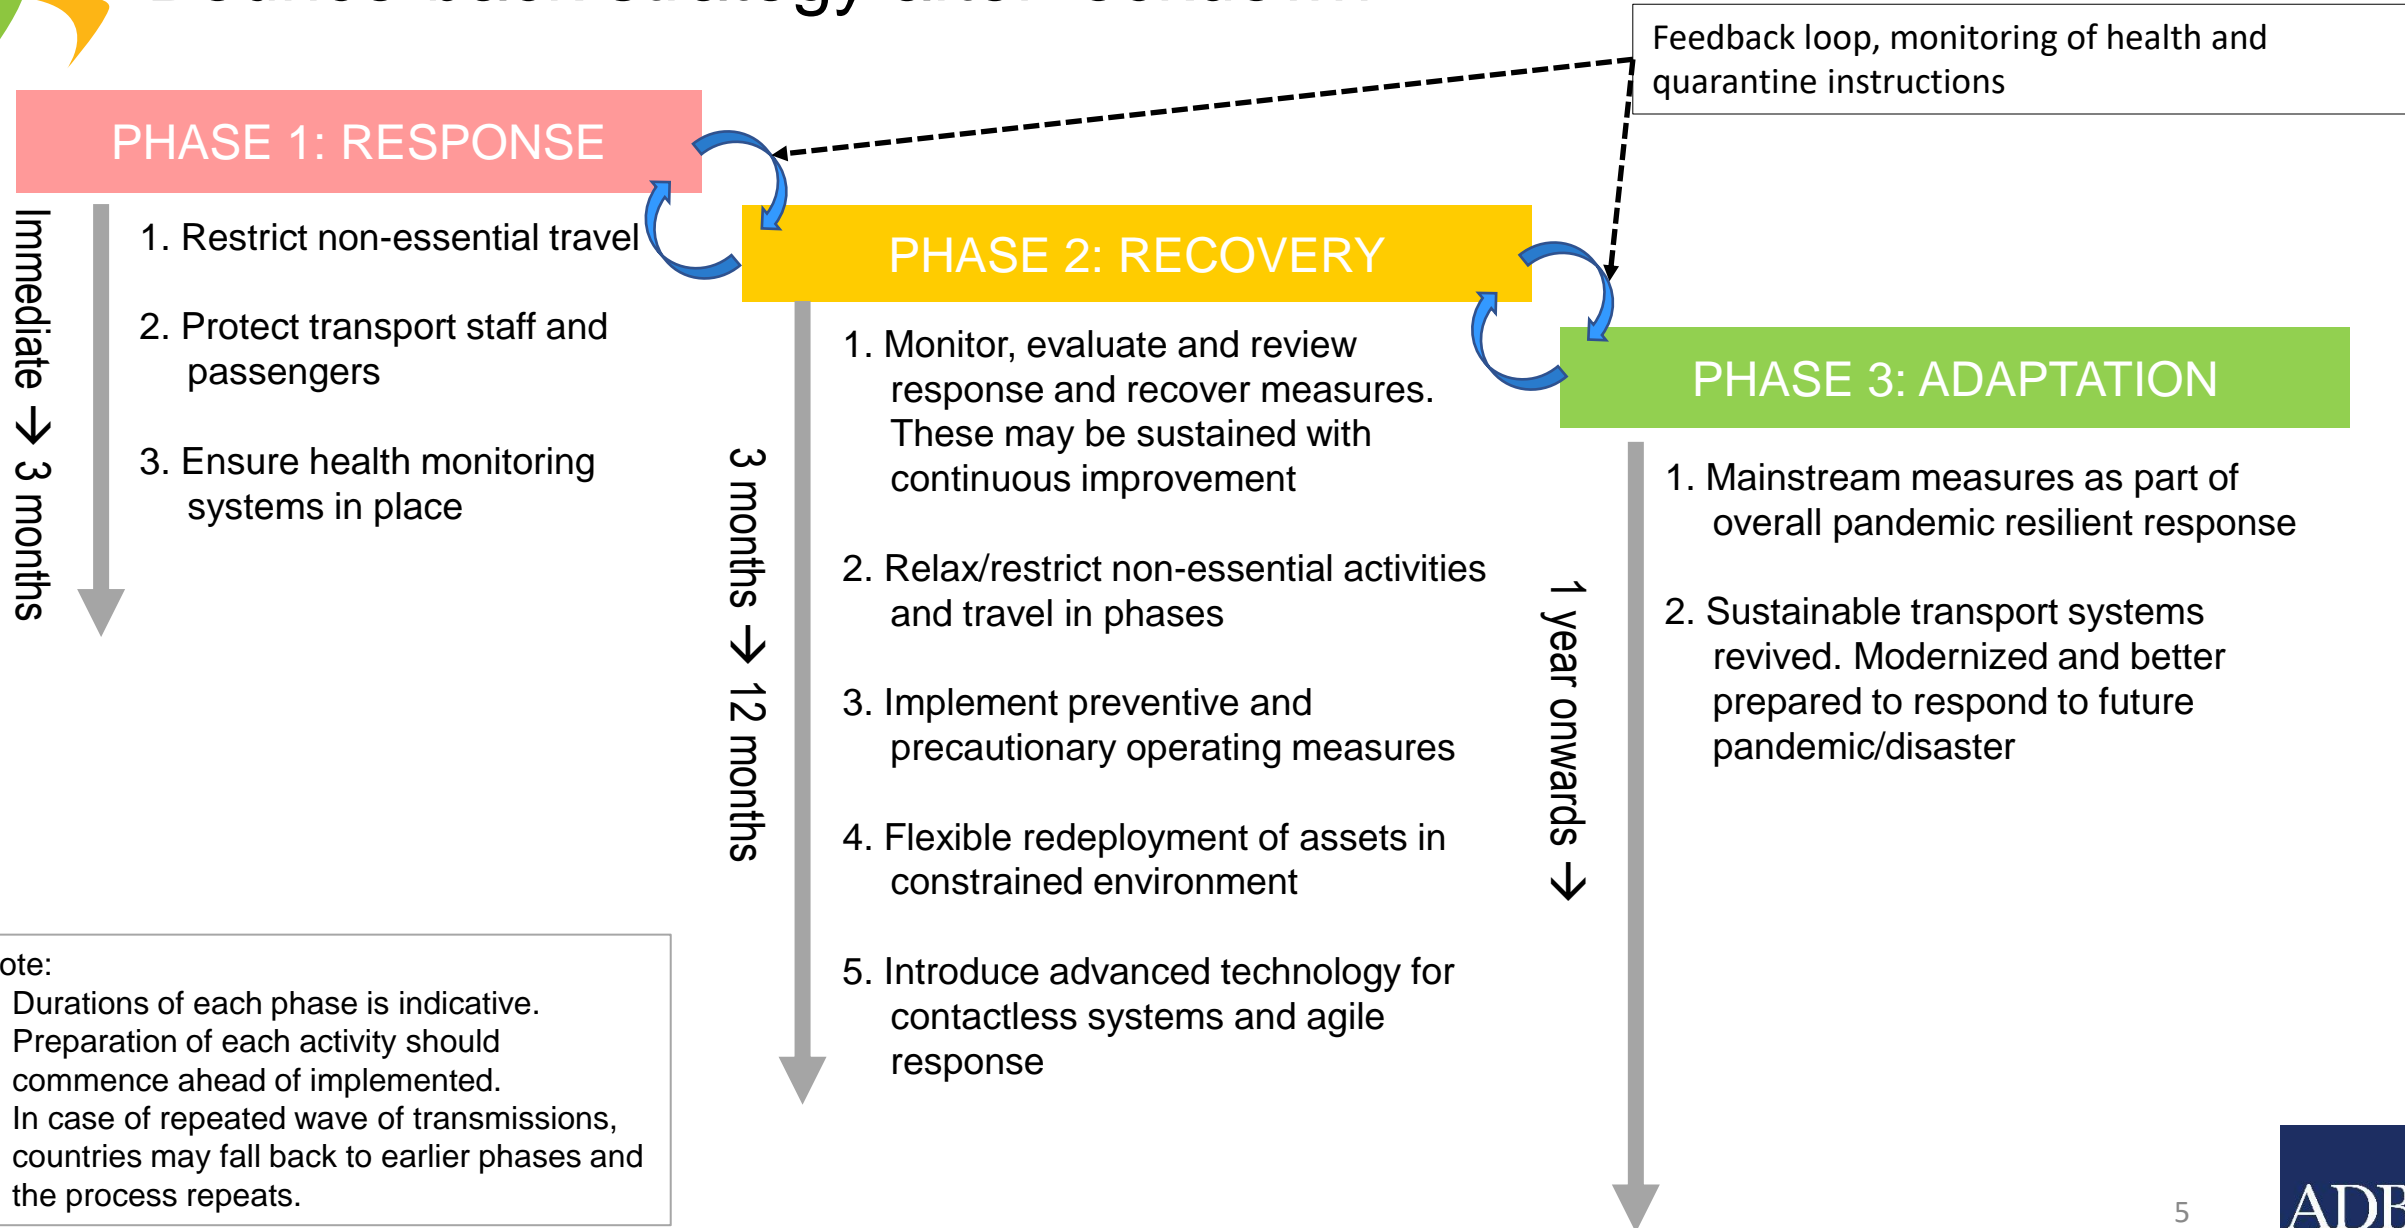 strategy after
Feedback loop, monitoring of health and
quarantine instructions
PHASE 1: RESPONSE
Immediate → 3 months
1. Restrict non-essential travel
2. Protect transport staff and
passengers
3. Ensure health monitoring
systems in place
PHASE 2: RECOVERY
3 months → 12 months
1. Monitor, evaluate and review
response and recover measures.
These may be sustained with
continuous improvement
2. Relax/restrict non-essential activities
and travel in phases
3. Implement preventive and
precautionary operating measures
4. Flexible redeployment of assets in
constrained environment
5. Introduce advanced technology for
contactless systems and agile
response
PHASE 3: ADAPTATION
1 year onwards →
1. Mainstream measures as part of
overall pandemic resilient response
2. Sustainable transport systems
revived. Modernized and better
prepared to respond to future
pandemic/disaster
ote:
Durations of each phase is indicative.
Preparation of each activity should
commence ahead of implemented.
In case of repeated wave of transmissions,
countries may fall back to earlier phases and
the process repeats.
5
ADB